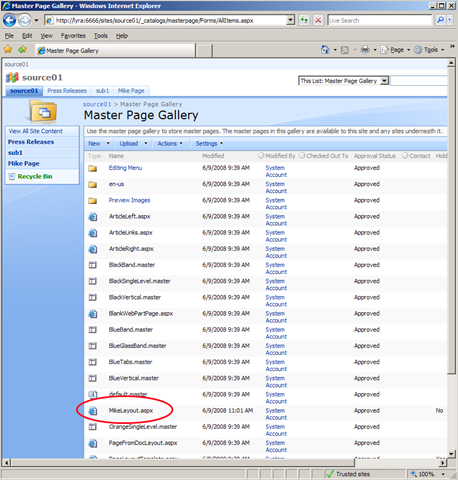 Master Page Gallery - Windows Internet Explorer
http://lyra:6666/sites/source01/_catalogs/masterpage/Forms/AllItems.aspx
Live Search
File Edit View Favorites Tools Help
Master Page Gallery
Page Tools
source01
source01
This List: Master Page Gallery
source01 Press Releases sub1 Mike Page
source01 > Master Page Gallery
Master Page Gallery
View All Site Content
Press Releases
sub1
Mike Page
Recycle Bin
Use the master page gallery to store master pages. The master pages in this gallery are available to this site and any sites underneath it.
New Upload Actions Settings
Type Name Modified Modified By Checked Out To Approval Status Contact Hidd
Editing Menu 6/9/2008 9:39 AM System Account Approved
en-us 6/9/2008 9:39 AM System Account Approved
Preview Images 6/9/2008 9:39 AM System Account Approved
ArticleLeft.aspx 6/9/2008 9:39 AM System Account Approved
ArticleLinks.aspx 6/9/2008 9:39 AM System Account Approved
ArticleRight.aspx 6/9/2008 9:39 AM System Account Approved
BlackBand.master 6/9/2008 9:39 AM System Account Approved
BlackSingleLevel.master 6/9/2008 9:39 AM System Account Approved
BlackVertical.master 6/9/2008 9:39 AM System Account Approved
BlankWebPartPage.aspx 6/9/2008 9:39 AM System Account Approved
BlueBand.master 6/9/2008 9:39 AM System Account Approved
BlueGlassBand.master 6/9/2008 9:39 AM System Account Approved
BlueTabs.master 6/9/2008 9:39 AM System Account Approved
BlueVertical.master 6/9/2008 9:39 AM System Account Approved
default.master 6/9/2008 9:39 AM System Account Approved
MikeLayout.aspx 6/9/2008 11:01 AM System Account Approved No
OrangeSingleLevel.master 6/9/2008 9:39 AM System Account Approved
PageFromDocLayout.aspx 6/9/2008 9:39 AM System Account Approved
Trusted sites 100%